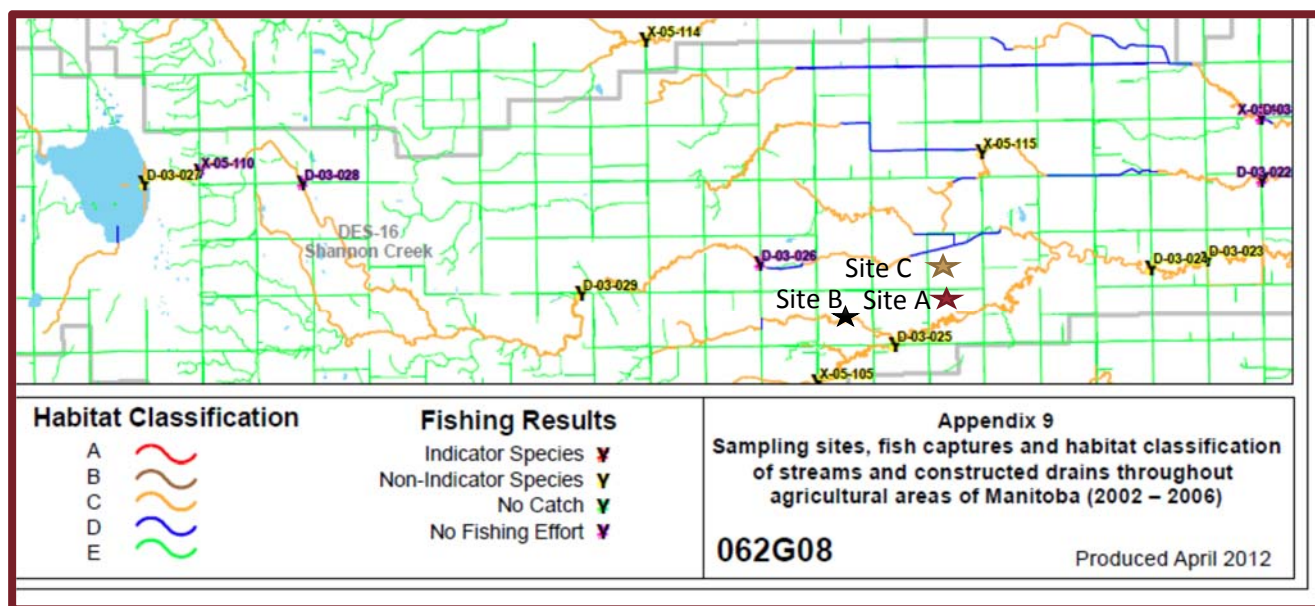 X-05-114
X-05-115
D-03-022
D-03-027
X-05-110
D-03-028
DES-16
Shannon Creek
D-03-026
D-03-023
Site C
D-03-029
Site B
Site A
D-03-025
X-05-105
Habitat Classification
A
B
C
D
E
Fishing Results
Indicator Species
Non-Indicator Species
No Catch
No Fishing Effort
Appendix 9
Sampling sites, fish captures and habitat classification
of streams and constructed drains throughout
agricultural areas of Manitoba (2002 – 2006)
062G08
Produced April 2012